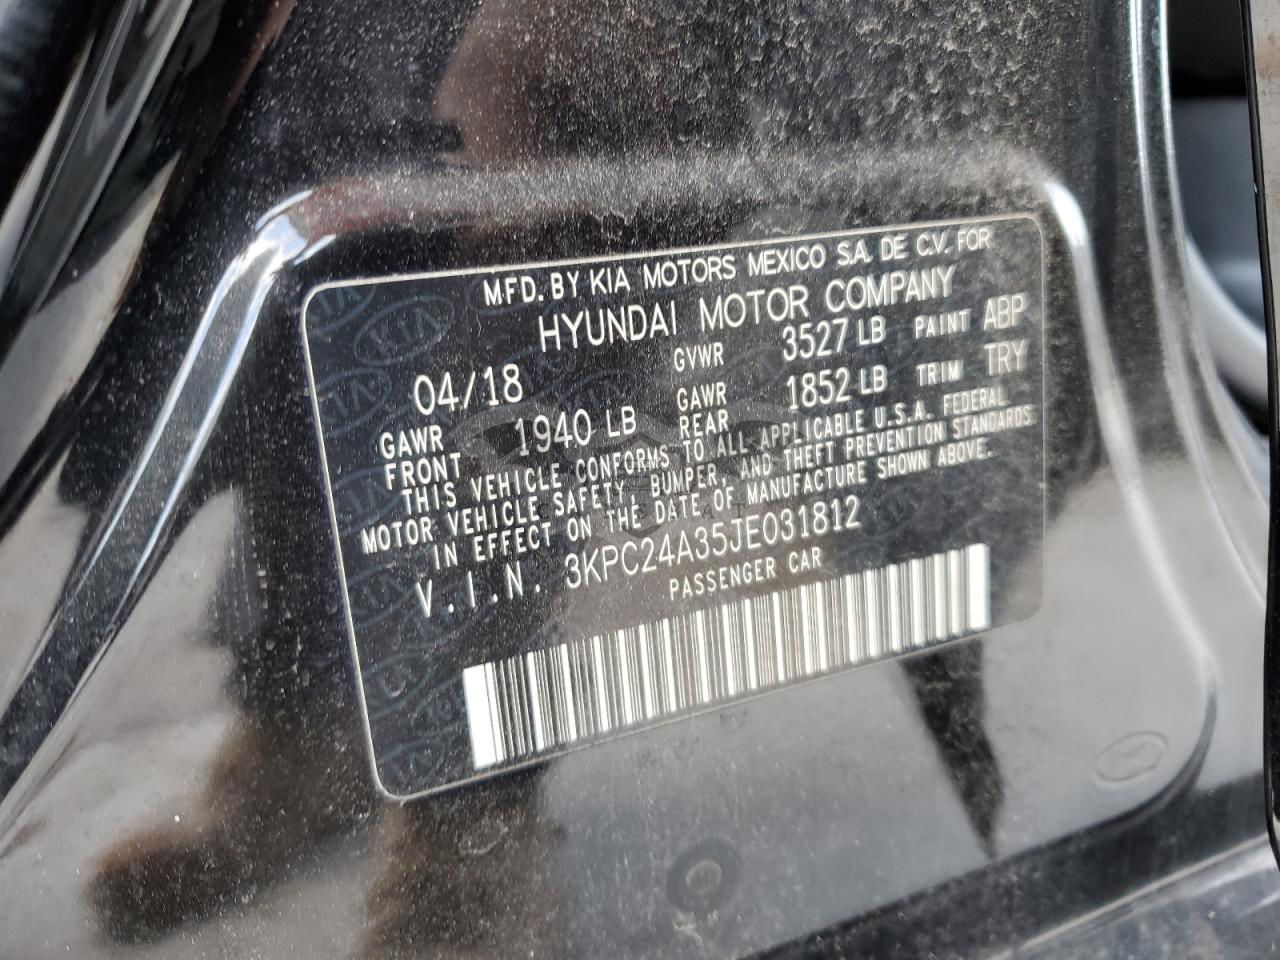 MFD. BY KIA MOTORS MEXICO S.A. DE C.V. FOR
HYUNDAI MOTOR COMPANY
04/18 GVWR 3527 LB PAINT ABP
GAWR FRONT 1940 LB GAWR REAR 1852 LB TRIM TRY
THIS VEHICLE CONFORMS TO ALL APPLICABLE U.S.A. FEDERAL
MOTOR VEHICLE SAFETY, BUMPER, AND THEFT PREVENTION STANDARDS
IN EFFECT ON THE DATE OF MANUFACTURE SHOWN ABOVE.
V.I.N. 3KPC24A35JE031812
PASSENGER CAR